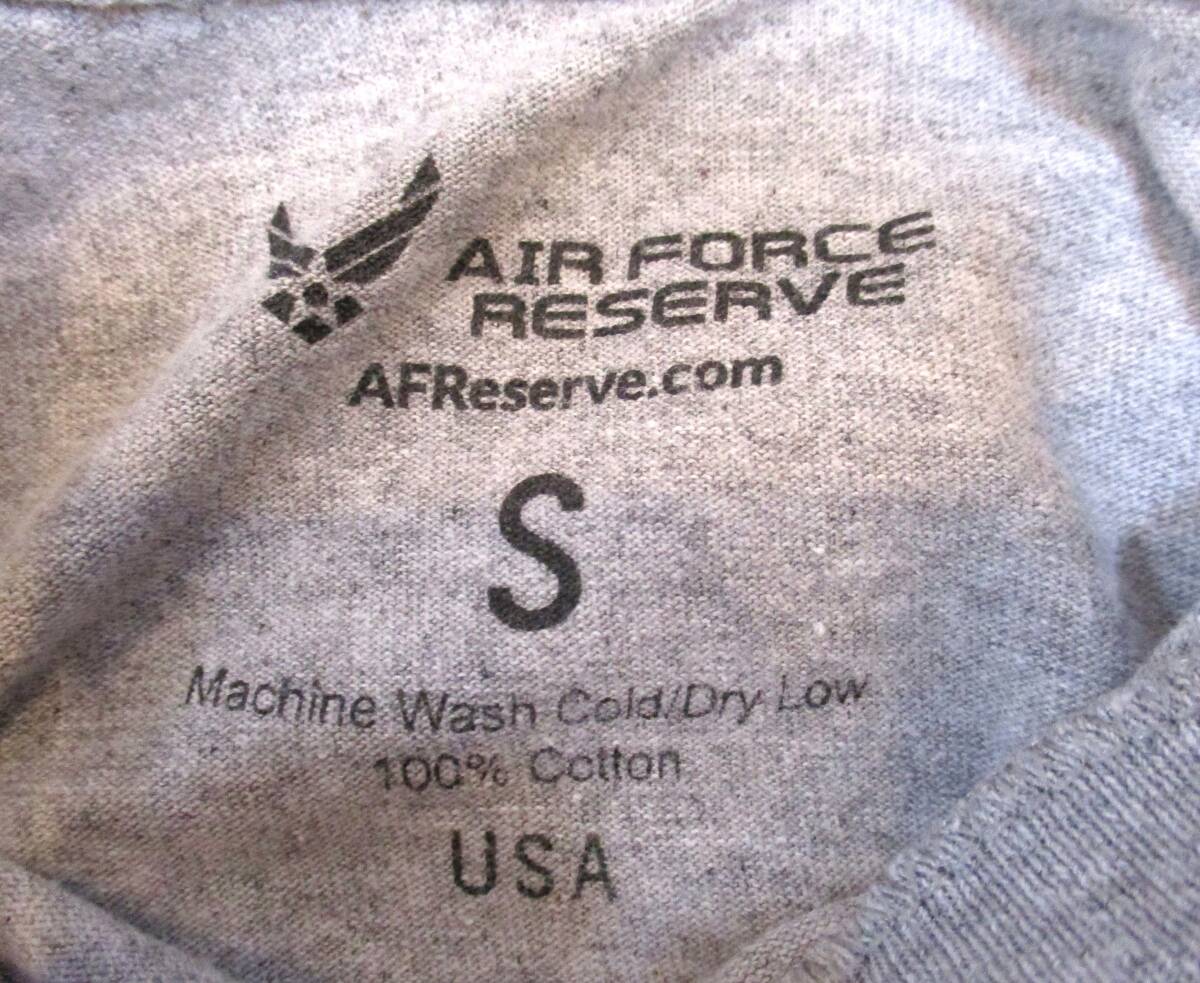 AIR FORCE
RESERVE
AFReserve.com
S
Machine Wash Cold/Dry Low
100% Cotton
USA